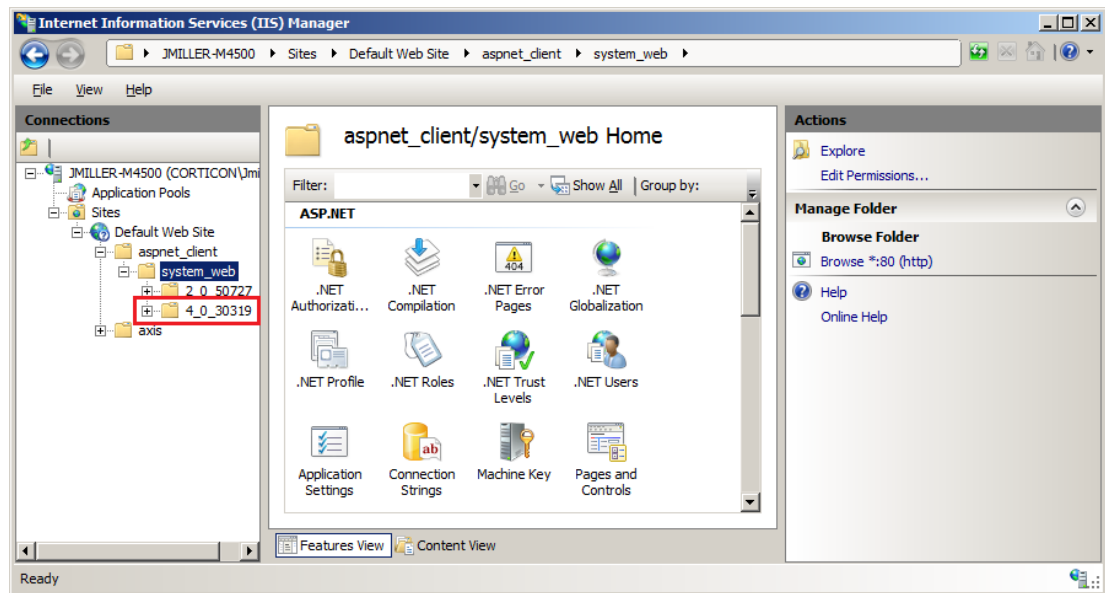 Internet Information Services (IIS) Manager
JMILLER-M4500 Sites Default Web Site aspnet_client system_web
File View Help
Connections
JMILLER-M4500 (CORTICON\Jmi
Application Pools
Sites
Default Web Site
aspnet_client
system_web
2_0_50727
4_0_30319
axis
aspnet_client/system_web Home
Filter: Go Show All Group by:
ASP.NET
.NET Authorizati...
.NET Compilation
.NET Error Pages
.NET Globalization
.NET Profile
.NET Roles
.NET Trust Levels
.NET Users
Application Settings
Connection Strings
Machine Key
Pages and Controls
Features View Content View
Actions
Explore
Edit Permissions...
Manage Folder
Browse Folder
Browse *:80 (http)
Help
Online Help
Ready